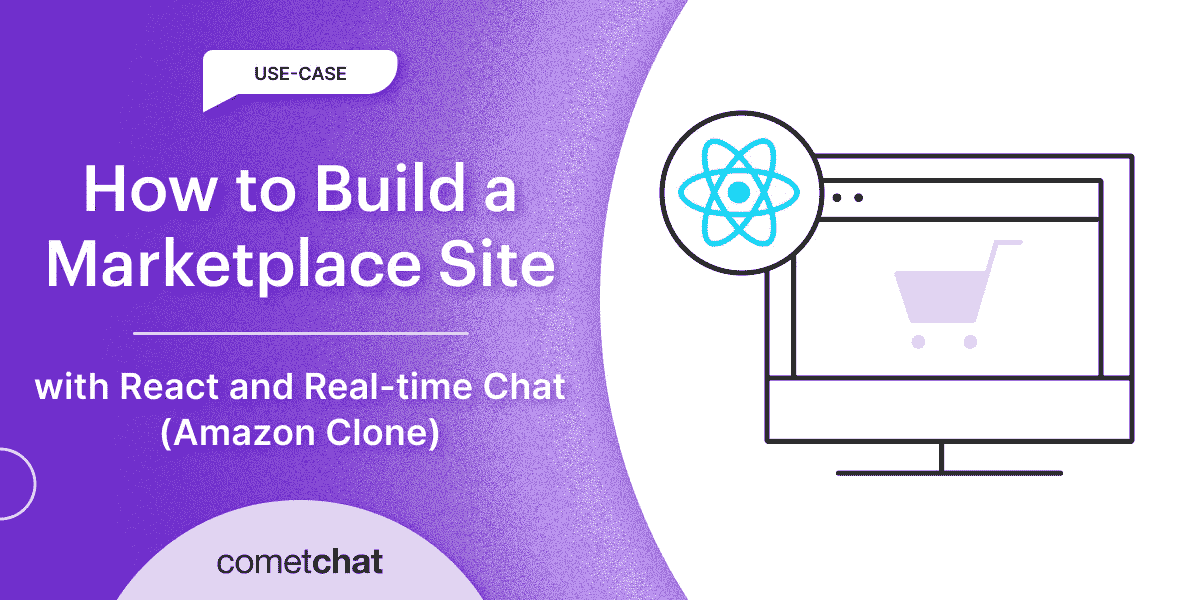 USE-CASE
How to Build a
Marketplace Site
with React and Real-time Chat
(Amazon Clone)
cometchat